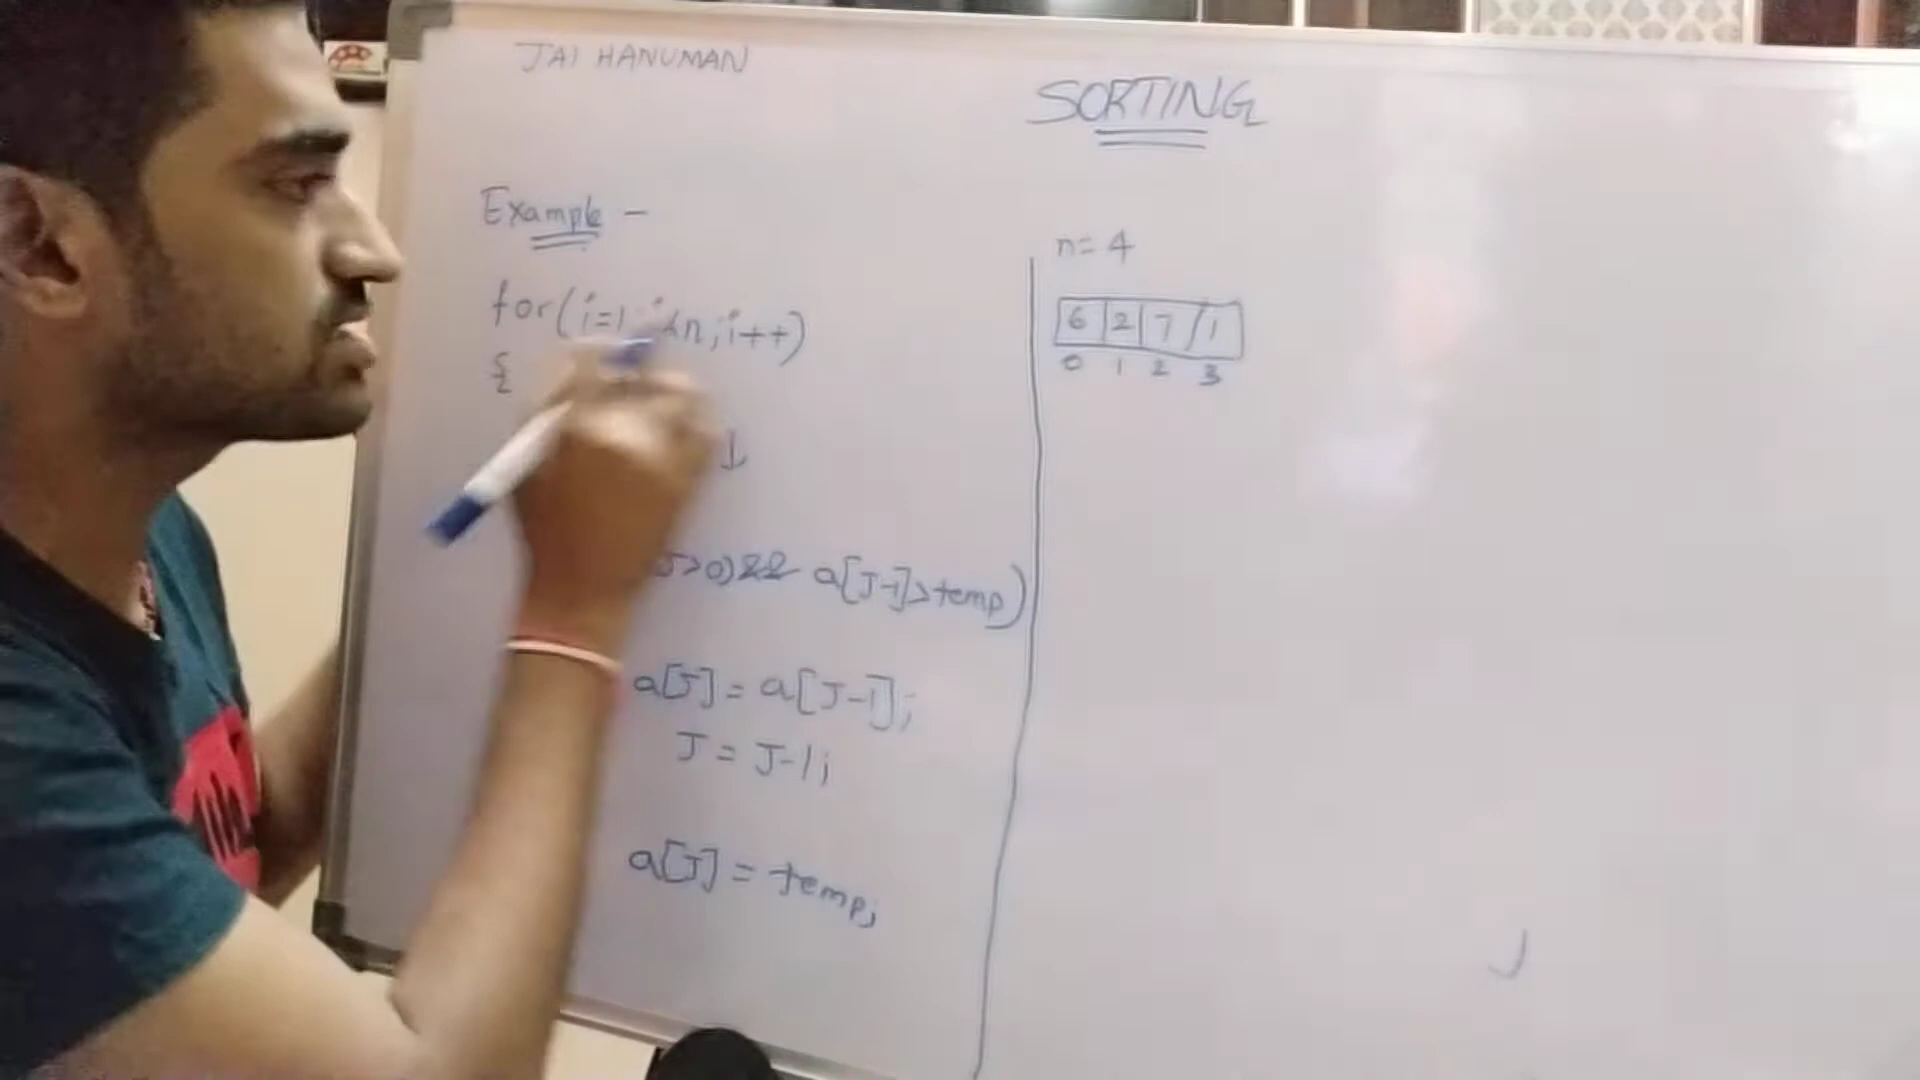 JAI HANUMAN
SORTING
Example -
for(i=1; i<n; i++)
{
J>0)&& a[J-1]>temp)
a[J] = a[J-1];
J = J-1;
a[J] = temp;
n=4
6 2 7 1
0 1 2 3
J